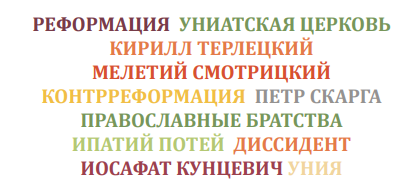 РЕФОРМАЦИЯ УНИАТСКАЯ ЦЕРКОВЬ
КИРИЛЛ ТЕРЛЕЦКИЙ
МЕЛЕТИЙ СМОТРИЦКИЙ
КОНТРРЕФОРМАЦИЯ ПЕТР СКАРГА
ПРАВОСЛАВНЫЕ БРАТСТВА
ИПАТИЙ ПОТЕЙ ДИССИДЕНТ
ИОСАФАТ КУНЦЕВИЧ УНИЯ